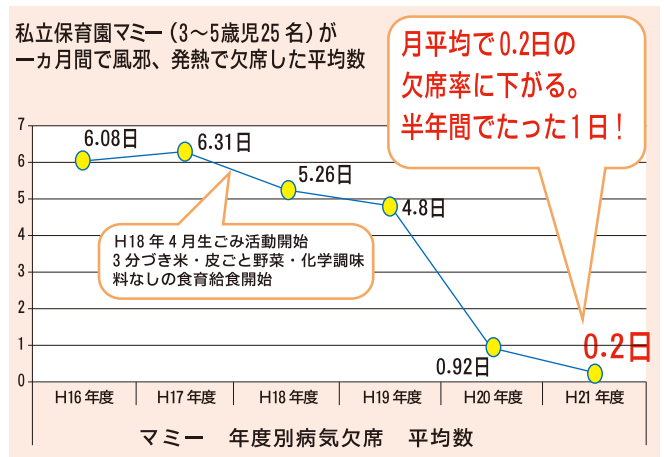 私立保育園マミー（3～5歳児25名）が
一ヵ月間で風邪、発熱で欠席した平均数
月平均で0.2日の
欠席率に下がる。
半年間でたった1日！
7
6
5
4
3
2
1
0
6.08日
6.31日
5.26日
4.8日
0.92日
0.2日
H18年4月生ごみ活動開始
3分づき米・皮ごと野菜・化学調味
料なしの食育給食開始
H16年度
H17年度
H18年度
H19年度
H20年度
H21年度
マミー　年度別病気欠席　平均数